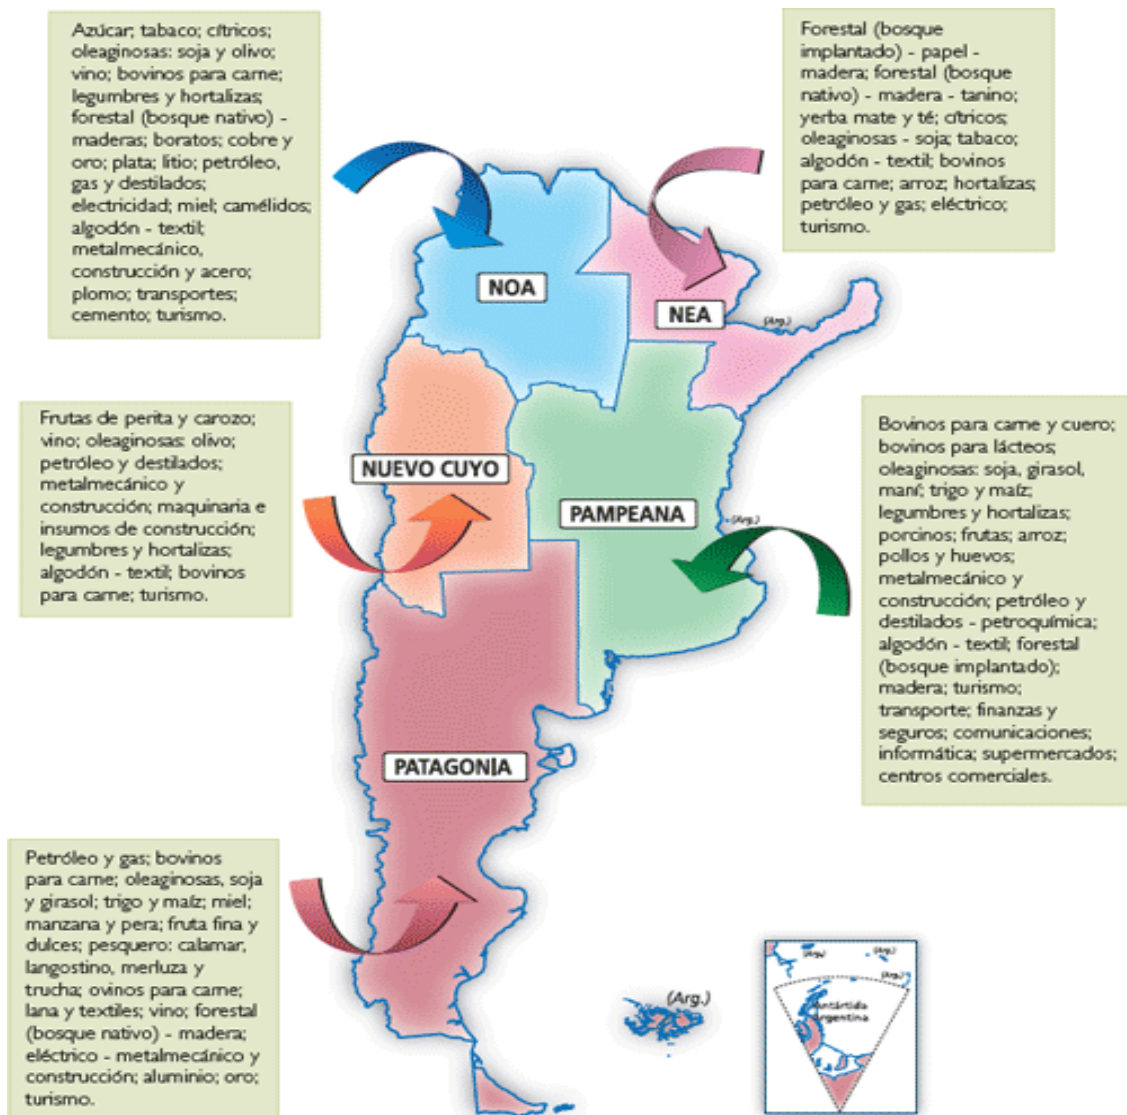 Azúcar; tabaco; cítricos;
oleaginosas: soja y olivo;
vino; bovinos para carne;
legumbres y hortalizas;
forestal (bosque nativo) -
maderas; boratos; cobre y
oro; plata; litio; petróleo,
gas y destilados;
electricidad; miel; camélidos;
algodón - textil;
metalmecánico,
construcción y acero;
plomo; transportes;
cemento; turismo.
Forestal (bosque
implantado) - papel -
madera; forestal (bosque
nativo) - madera - tanino;
yerba mate y té; cítricos;
oleaginosas - soja; tabaco;
algodón - textil; bovinos
para carne; arroz; hortalizas;
petróleo y gas; eléctrico;
turismo.
NOA
NEA
(Arg.)
Frutas de perita y carozo;
vino; oleaginosas: olivo;
petróleo y destilados;
metalmecánico y
construcción; maquinaria e
insumos de construcción;
legumbres y hortalizas;
algodón - textil; bovinos
para carne; turismo.
NUEVO CUYO
PAMPEANA
(Arg.)
Bovinos para carne y cuero;
bovinos para lácteos;
oleaginosas: soja, girasol,
maní; trigo y maíz;
legumbres y hortalizas;
porcinos; frutas; arroz;
pollos y huevos;
metalmecánico y
construcción; petróleo y
destilados - petroquímica;
algodón - textil; forestal
(bosque implantado);
madera; turismo;
transporte; finanzas y
seguros; comunicaciones;
informática; supermercados;
centros comerciales.
PATAGONIA
Petróleo y gas; bovinos
para carne; oleaginosas, soja
y girasol; trigo y maíz; miel;
manzana y pera; fruta fina y
dulces; pesquero: calamar,
langostino, merluza y
trucha; ovinos para carne;
lana y textiles; vino; forestal
(bosque nativo) - madera;
eléctrico - metalmecánico y
construcción; aluminio; oro;
turismo.
(Arg.)
(Arg.)
(Arg.)
(Arg.)
Antártida
Argentina